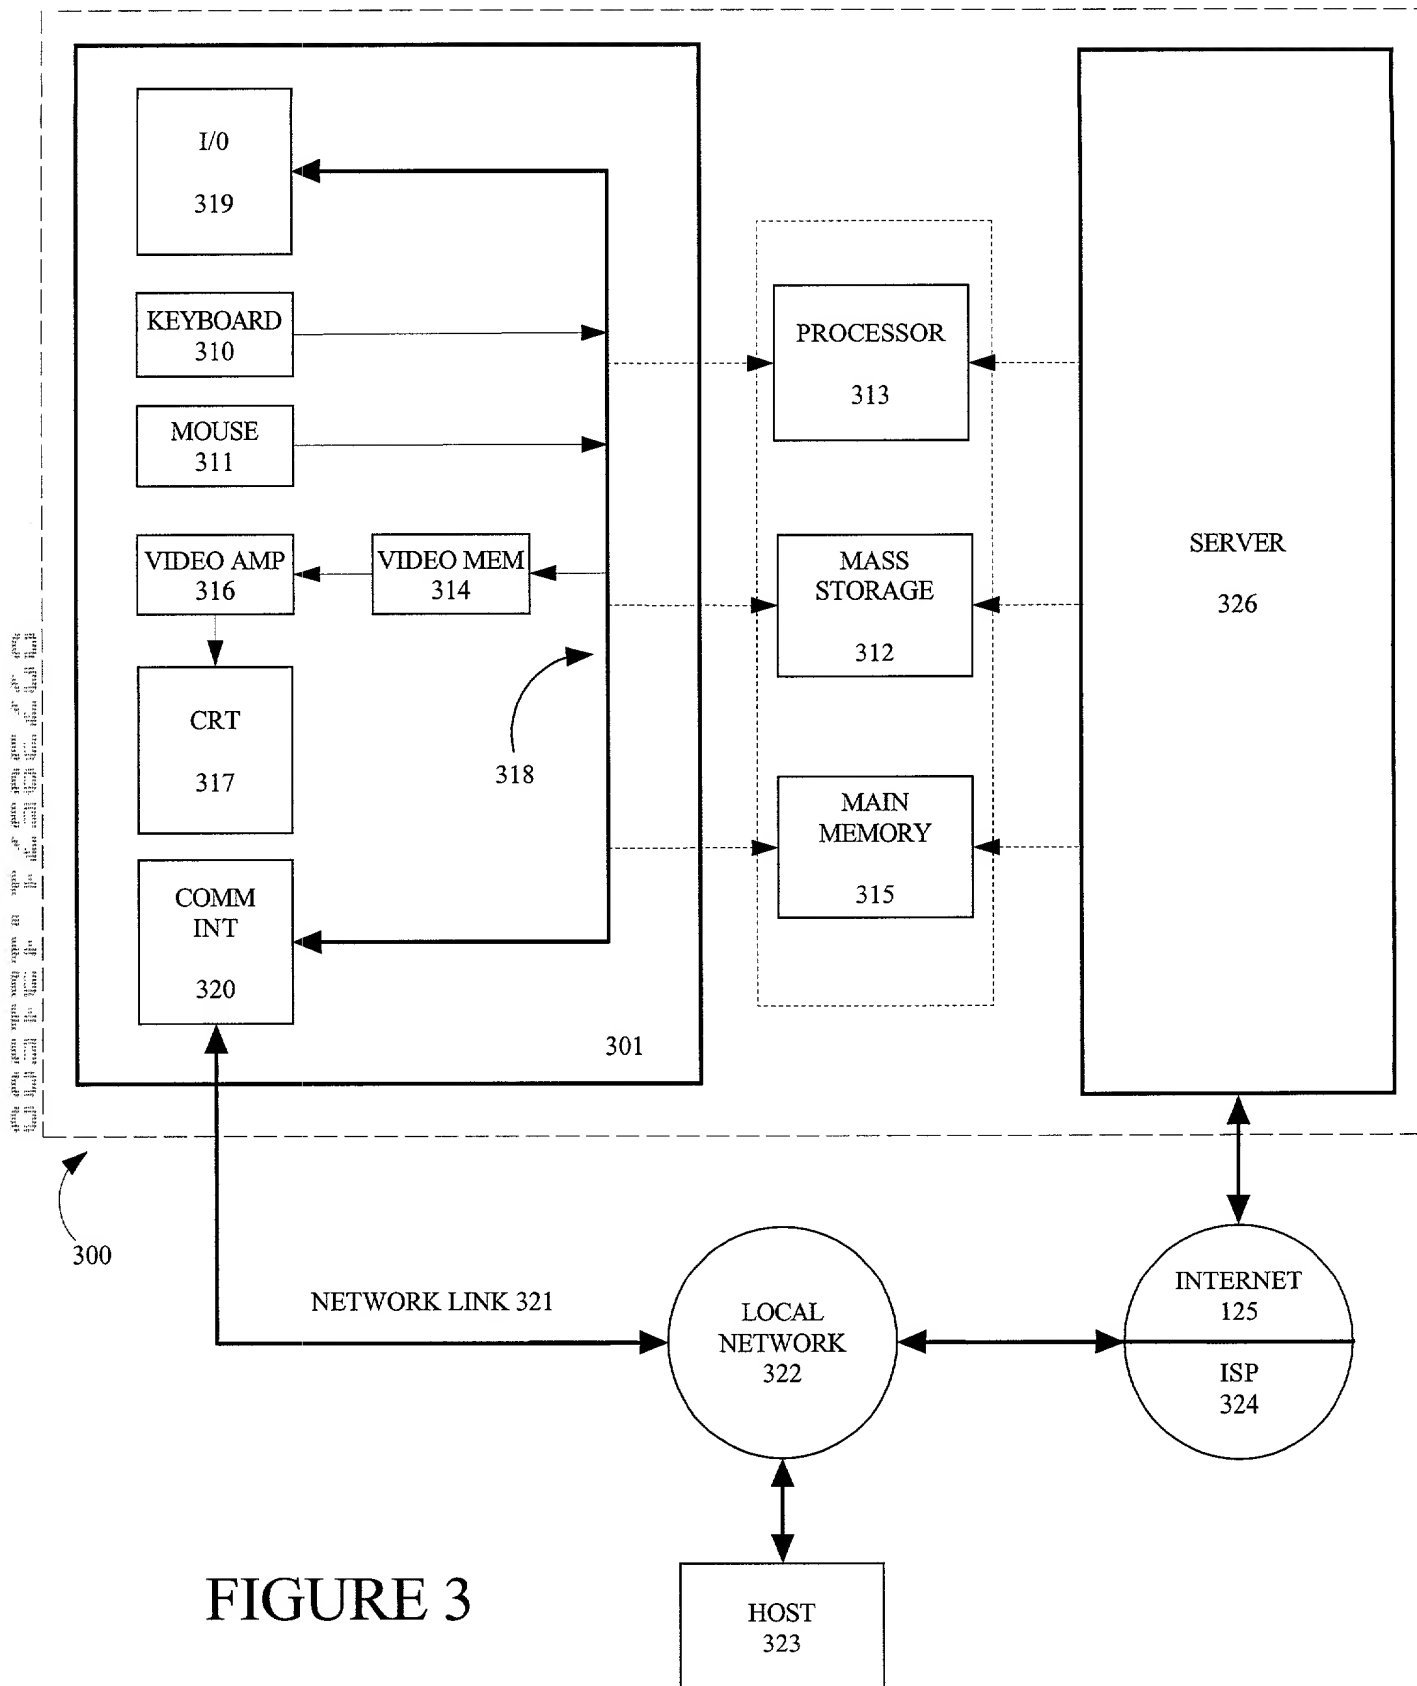 I/0
319
KEYBOARD
310
MOUSE
311
VIDEO AMP
316
VIDEO MEM
314
CRT
317
318
COMM
INT
320
301
PROCESSOR
313
MASS
STORAGE
312
MAIN
MEMORY
315
SERVER
326
300
NETWORK LINK 321
LOCAL
NETWORK
322
INTERNET
125
ISP
324
HOST
323
FIGURE 3